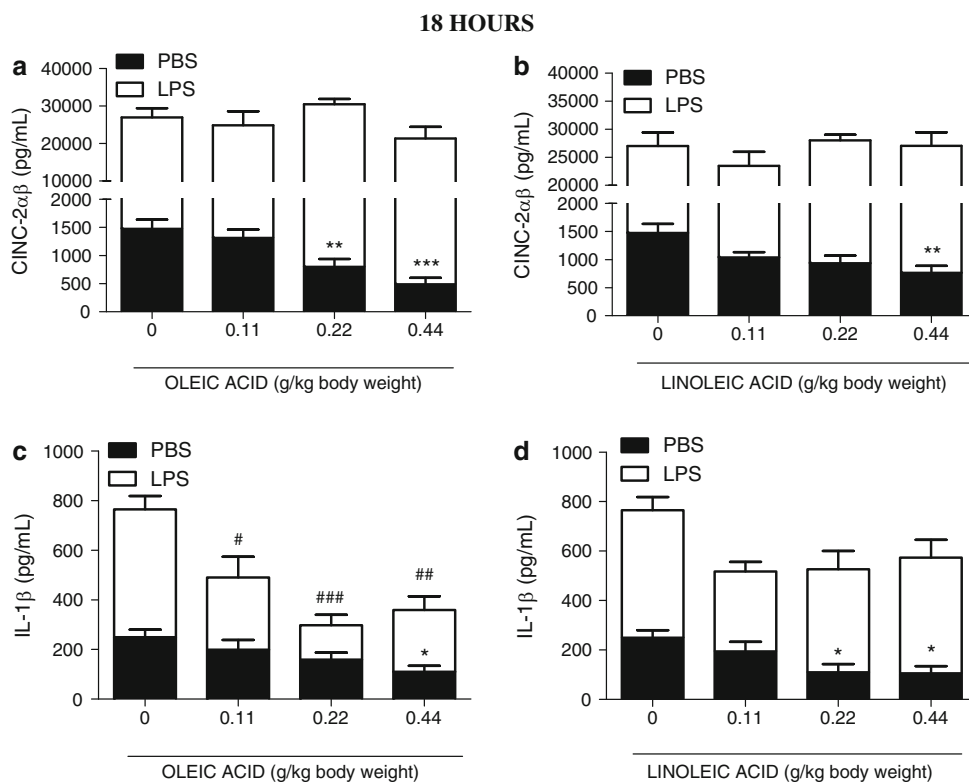 18 HOURS
a
PBS
LPS
CINC-2αβ (pg/mL)
40000
30000
20000
10000
2000
1500
1000
500
0
**
***
0 0.11 0.22 0.44
OLEIC ACID (g/kg body weight)
b
PBS
LPS
CINC-2αβ (pg/mL)
40000
35000
30000
25000
20000
2000
1500
1000
500
0
**
0 0.11 0.22 0.44
LINOLEIC ACID (g/kg body weight)
c
PBS
LPS
IL-1β (pg/mL)
1000
800
600
400
200
0
#
###
##
*
0 0.11 0.22 0.44
OLEIC ACID (g/kg body weight)
d
PBS
LPS
IL-1β (pg/mL)
1000
800
600
400
200
0
* *
0 0.11 0.22 0.44
LINOLEIC ACID (g/kg body weight)